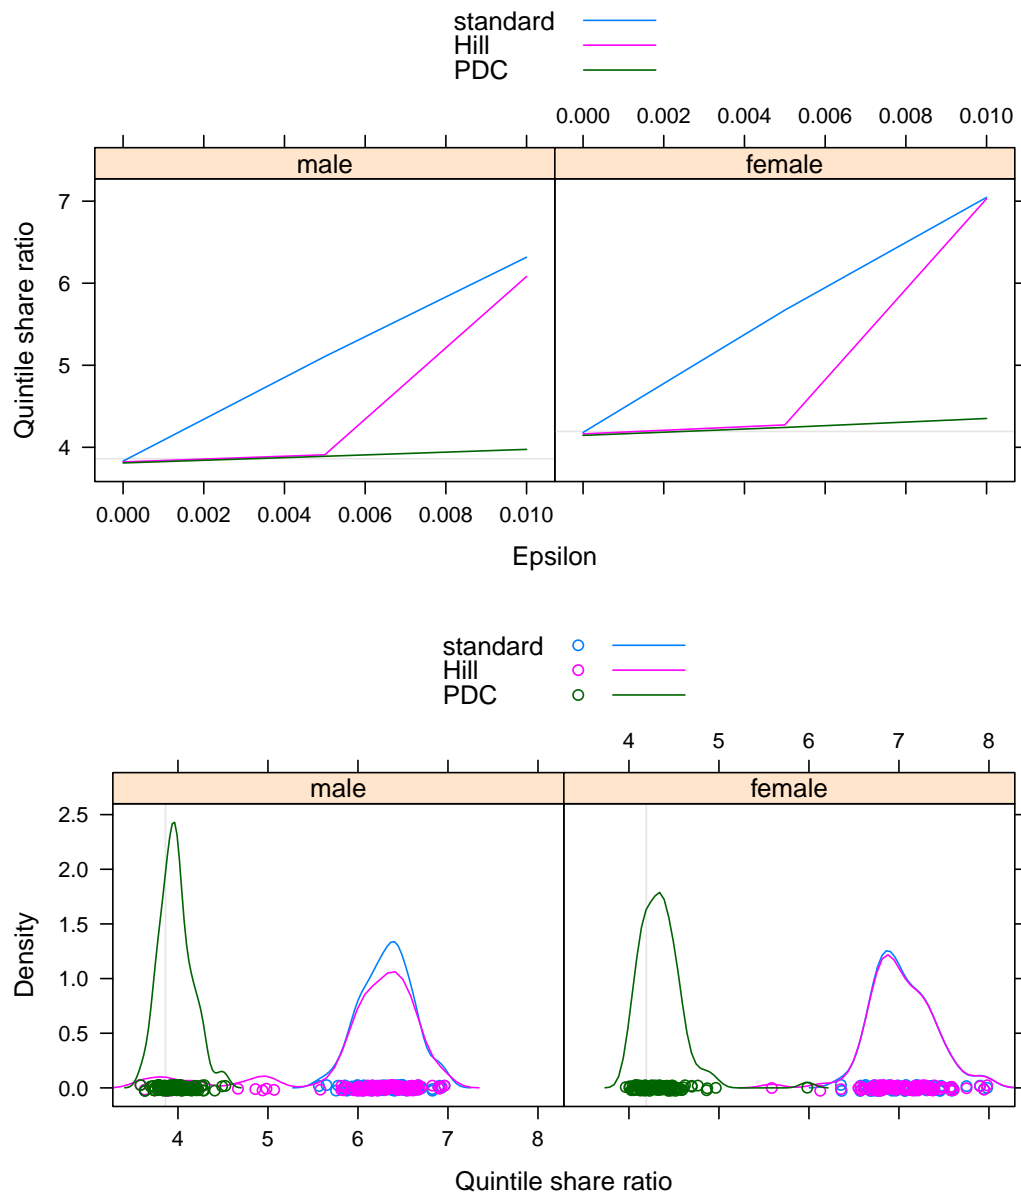 standard
Hill
PDC
0.000 0.002 0.004 0.006 0.008 0.010
male female
7
6
5
4
Quintile share ratio
0.000 0.002 0.004 0.006 0.008 0.010
Epsilon
standard
Hill
PDC
4 5 6 7 8
male female
2.5
2.0
1.5
1.0
0.5
0.0
Density
4 5 6 7 8
Quintile share ratio